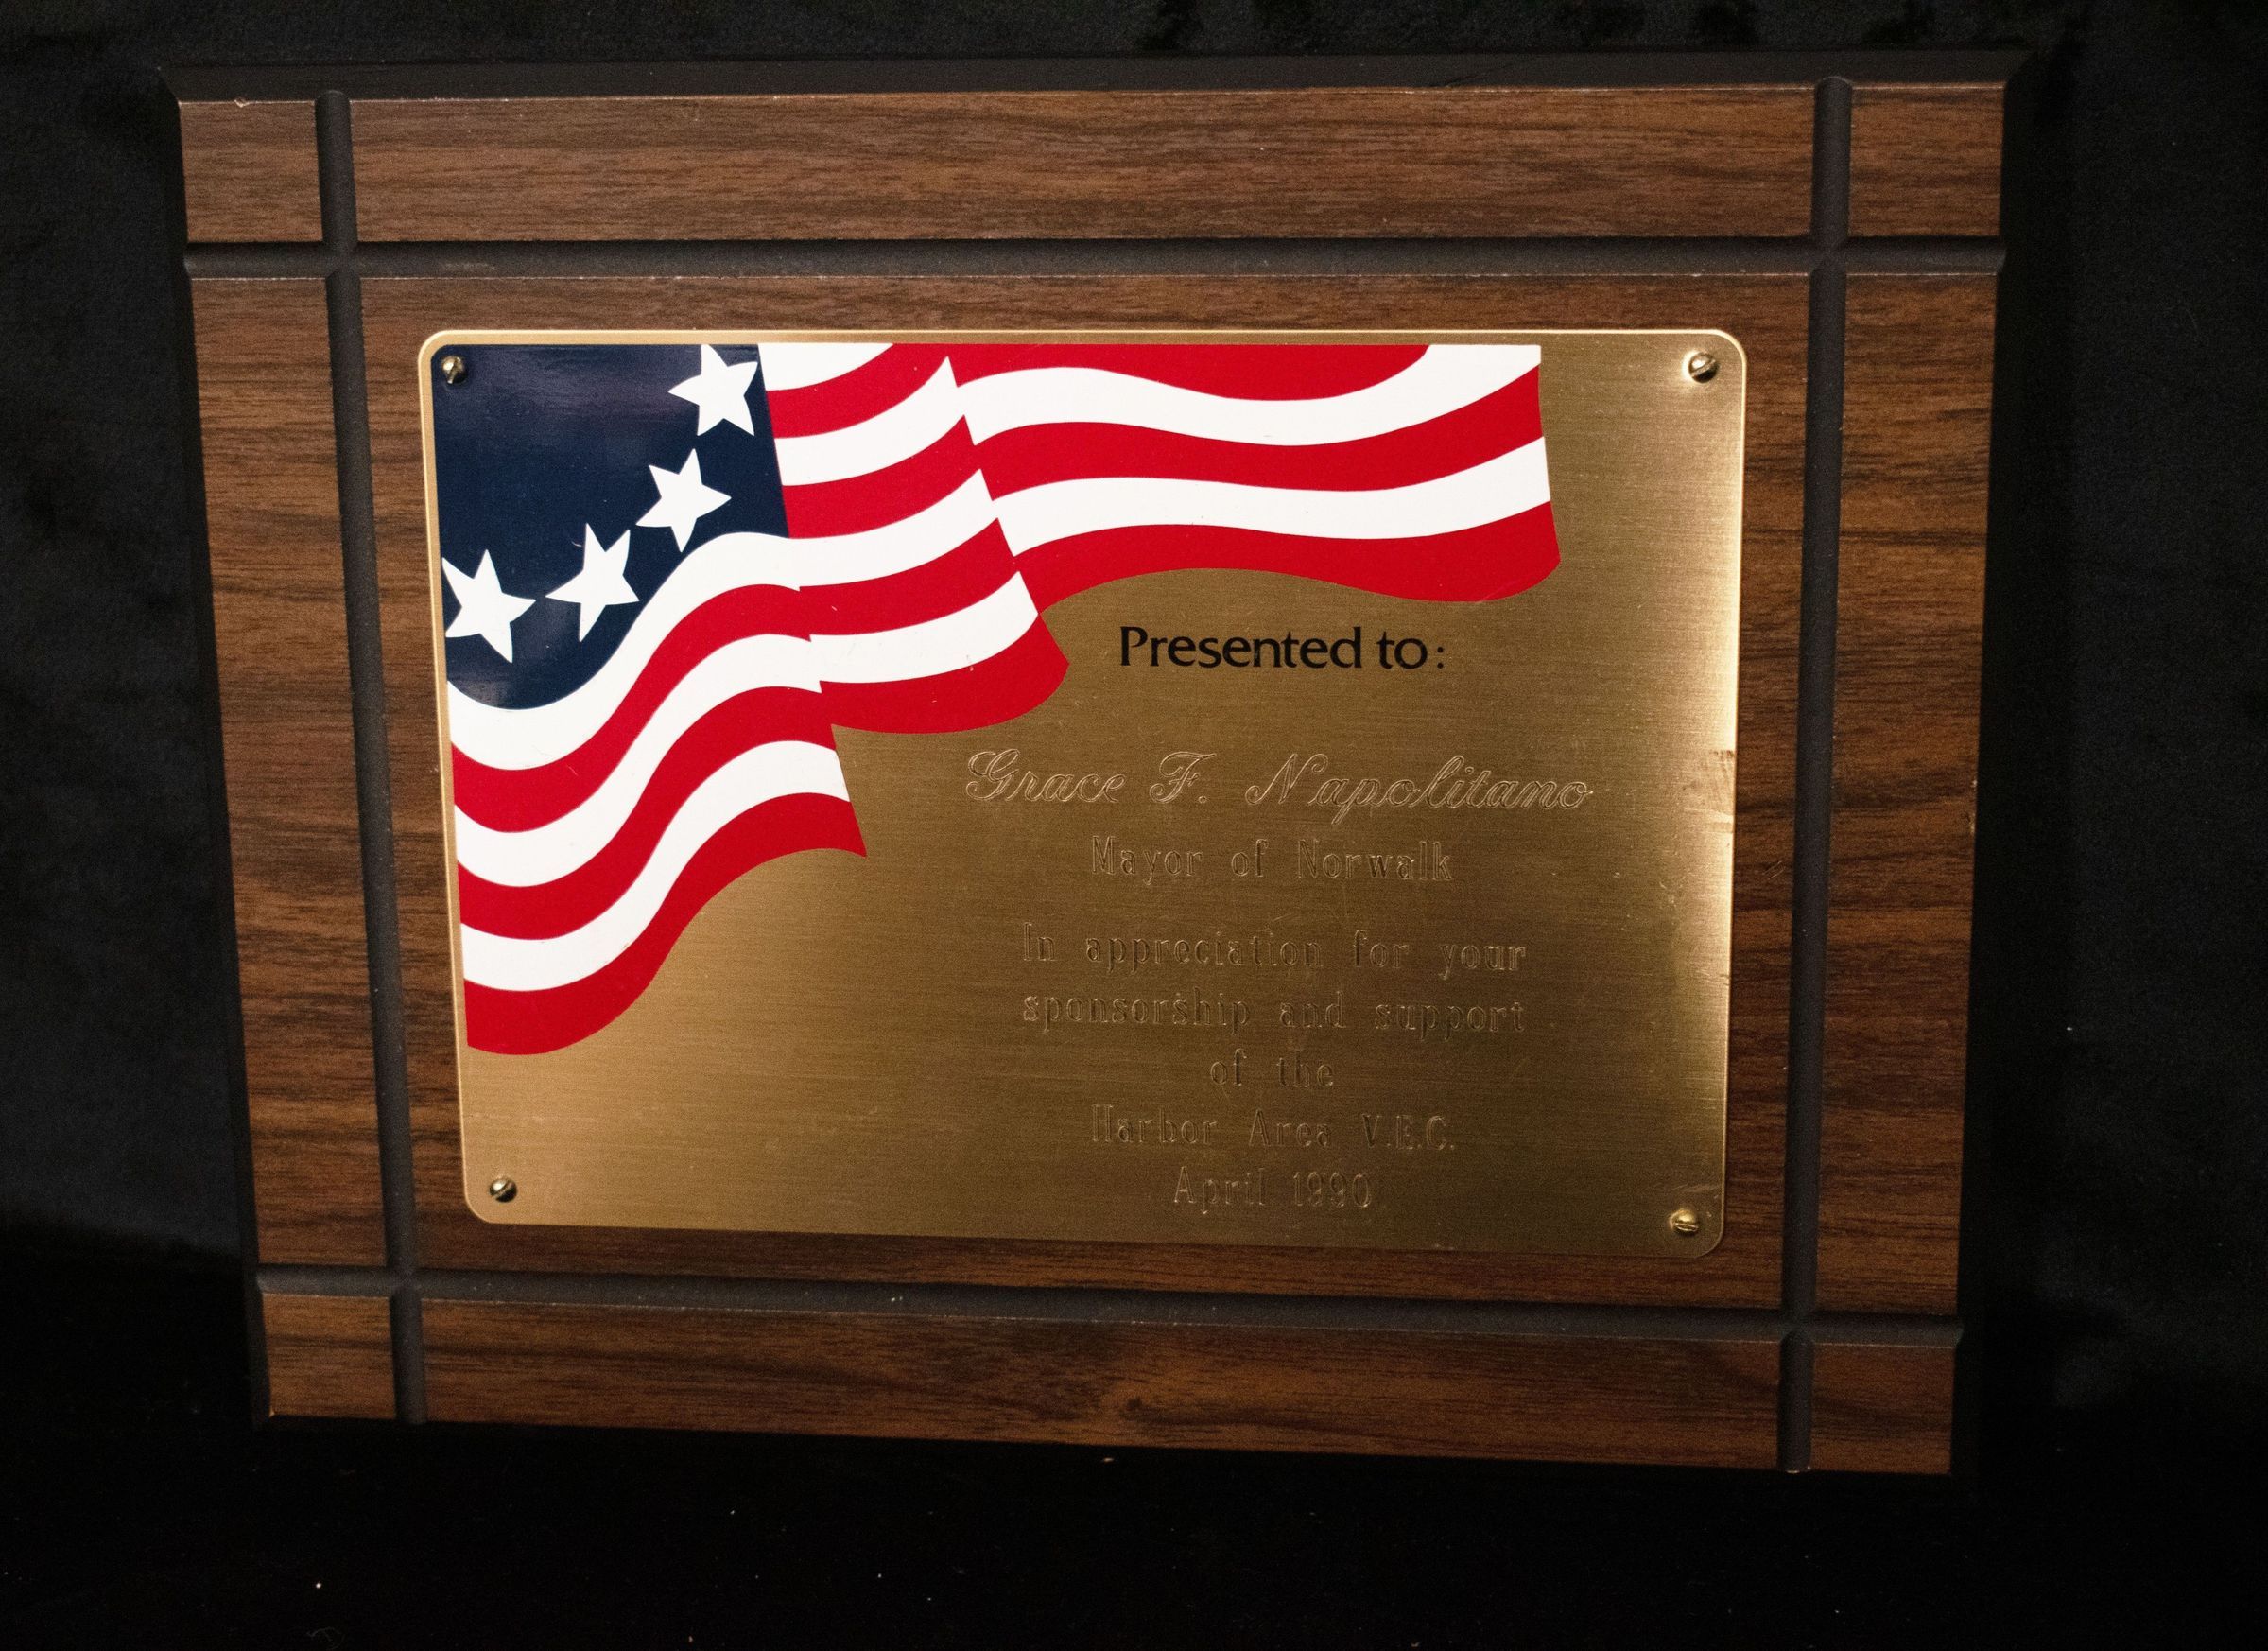 Presented to:
Grace F. Napolitano
Mayor of Norwalk
In appreciation for your
sponsorship and support
of the
Harbor Area V.E.C.
April 1990